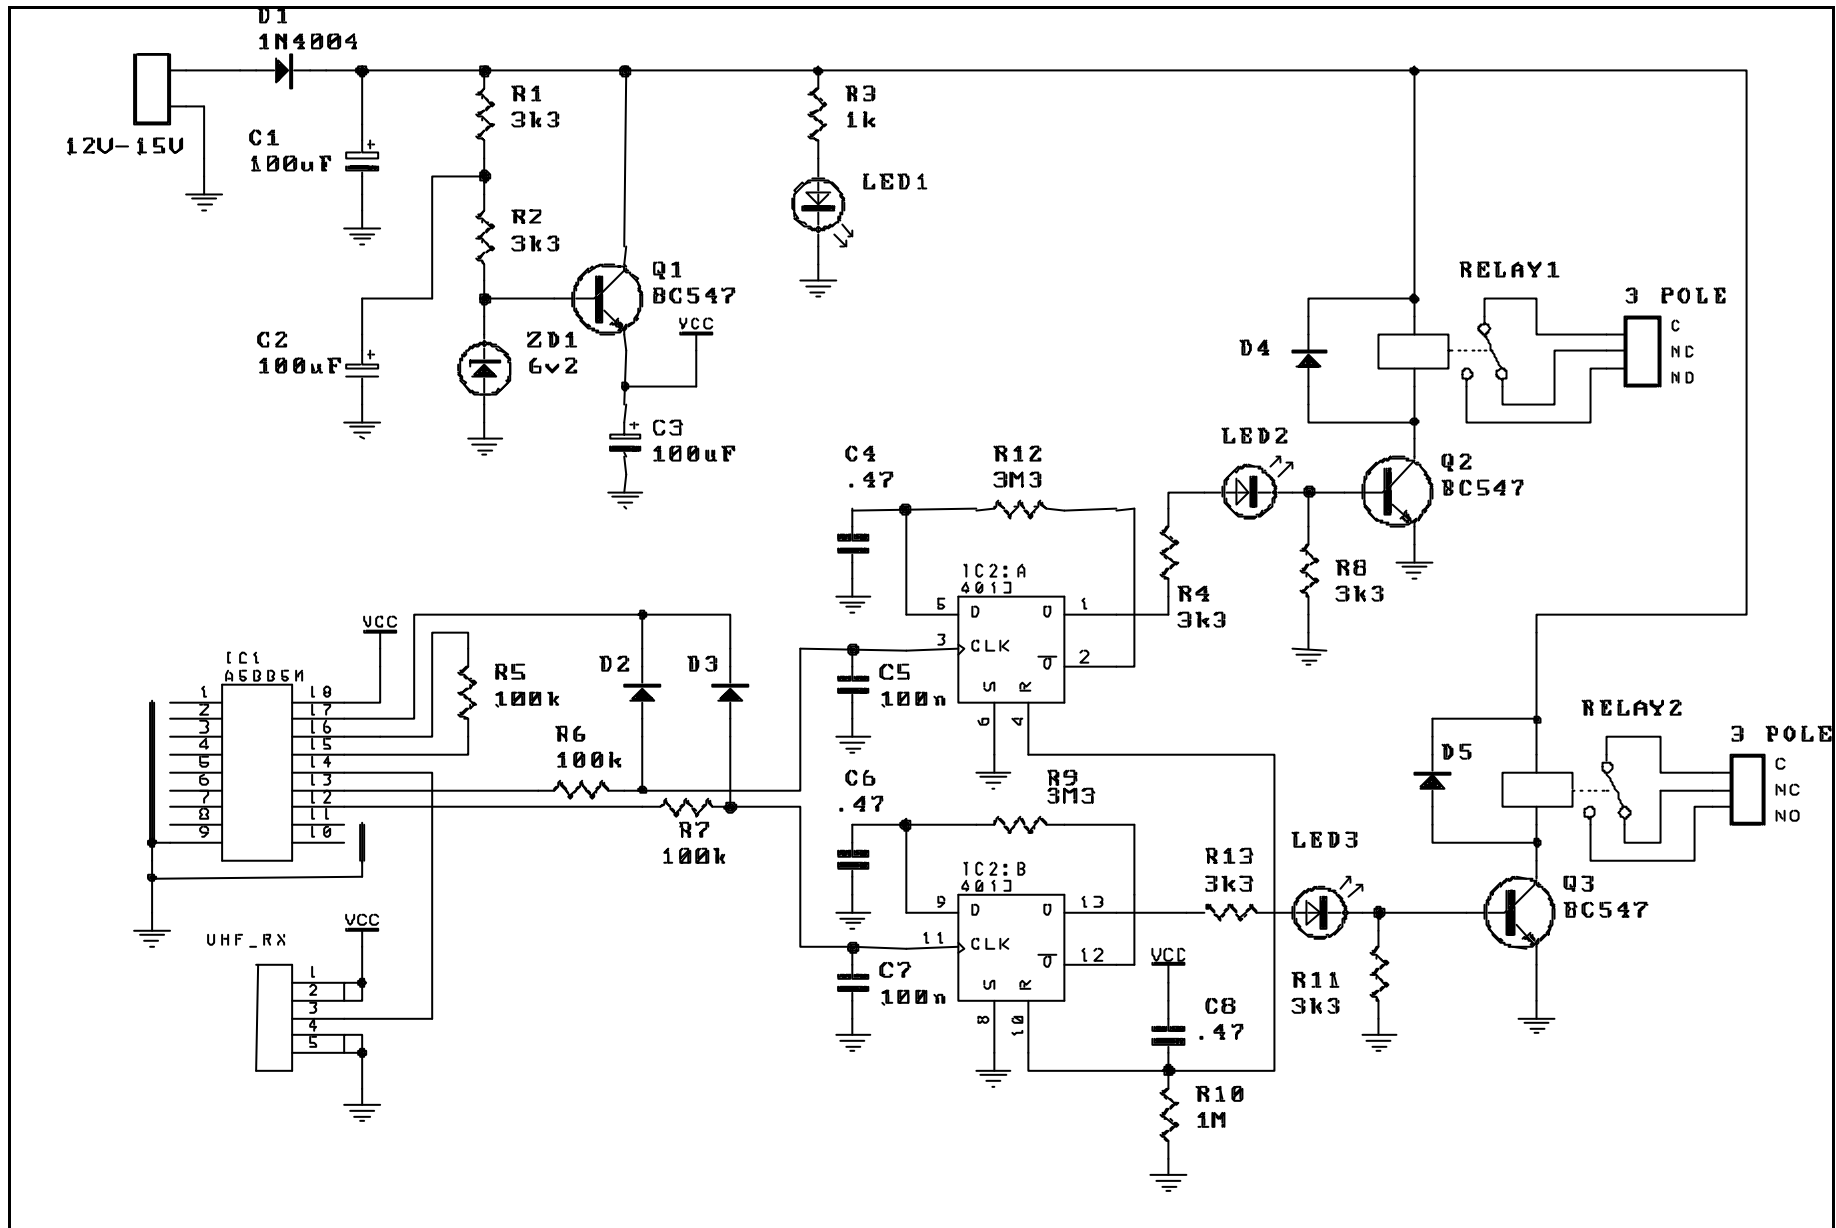 D1
1N4004
12V-15V
C1
100uF
R1
3k3
R2
3k3
C2
100uF
Q1
BC547
VCC
ZD1
6v2
C3
100uF
R3
1k
LED1
RELAY1
3 POLE
C
NC
NO
D4
LED2
Q2
BC547
C4
.47
R12
3M3
IC2:A
4013
5
D
Q
1
3
CLK
Q
2
S
R
6
4
R4
3k3
R8
3k3
VCC
IC1
A5885M
1
2
3
4
5
6
7
8
9
18
17
16
15
14
13
12
11
10
R5
100k
D2
D3
R6
100k
R7
100k
C5
100n
C6
.47
R9
3M3
IC2:B
4013
9
D
Q
13
11
CLK
Q
12
S
R
8
10
C7
100n
VCC
C8
.47
R10
1M
R13
3k3
LED3
R11
3k3
Q3
BC547
D5
RELAY2
3 POLE
C
NC
NO
UHF_RX
VCC
1
2
3
4
5